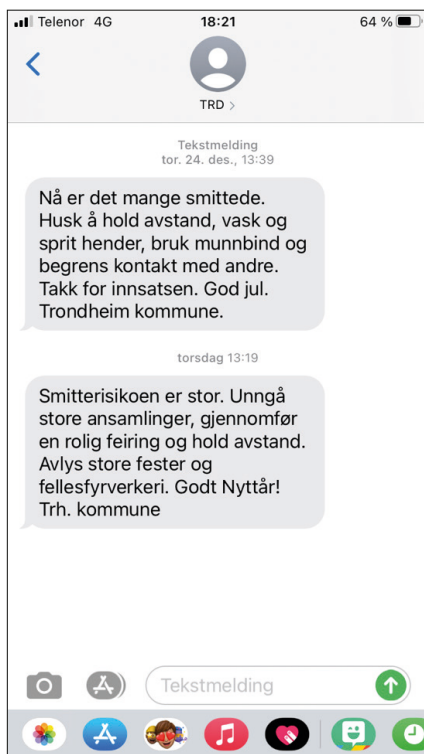 Telenor 4G 18:21 64 %
TRD >
Tekstmelding
tor. 24. des., 13:39
Nå er det mange smittede.
Husk å hold avstand, vask og
sprit hender, bruk munnbind og
begrens kontakt med andre.
Takk for innsatsen. God jul.
Trondheim kommune.
torsdag 13:19
Smitterisikoen er stor. Unngå
store ansamlinger, gjennomfør
en rolig feiring og hold avstand.
Avlys store fester og
fellesfyrverkeri. Godt Nyttår!
Trh. kommune
Tekstmelding